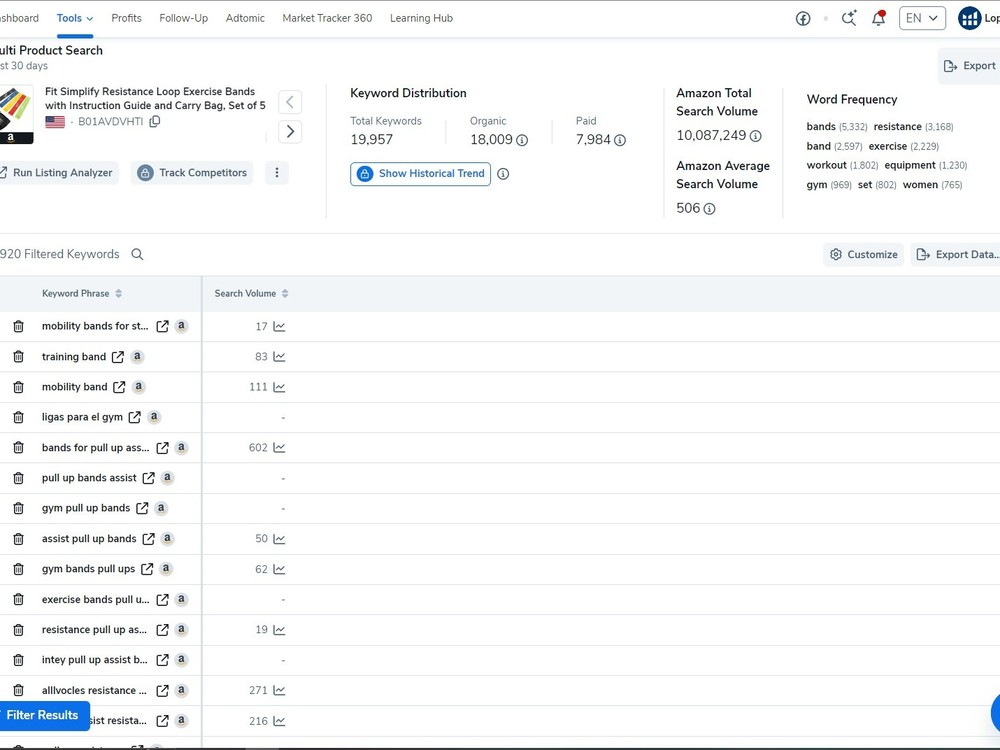 shboard Tools Profits Follow-Up Adtomic Market Tracker 360 Learning Hub EN Lop
ulti Product Search
st 30 days
Export
Fit Simplify Resistance Loop Exercise Bands
with Instruction Guide and Carry Bag, Set of 5
B01AVDVHTI
a
Run Listing Analyzer Track Competitors
Keyword Distribution
Total Keywords Organic Paid
19,957 18,009 7,984
Show Historical Trend
Amazon Total
Search Volume
10,087,249
Amazon Average
Search Volume
506
Word Frequency
bands (5,332) resistance (3,168)
band (2,597) exercise (2,229)
workout (1,802) equipment (1,230)
gym (969) set (802) women (765)
920 Filtered Keywords Customize Export Data...
Keyword Phrase Search Volume
mobility bands for st... a 17
training band a 83
mobility band a 111
ligas para el gym a -
bands for pull up ass... a 602
pull up bands assist a -
gym pull up bands a -
assist pull up bands a 50
gym bands pull ups a 62
exercise bands pull u... a -
resistance pull up as... a 19
intey pull up assist b... a -
alllvocles resistance ... a 271
Filter Results sist resista... a 216